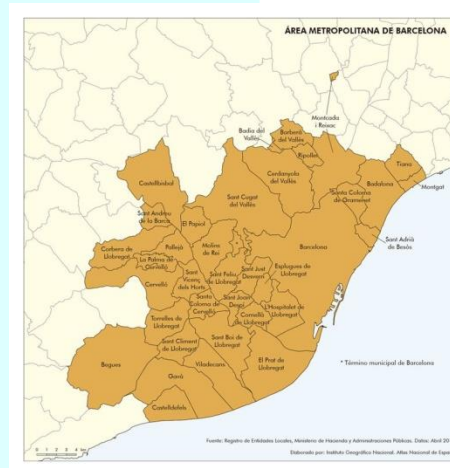 ÁREA METROPOLITANA DE BARCELONA
Montcada
i Reixac
Badia del
Vallès
Barberà
del Vallès
Ripollet
Tiana
Castellbisbal
Cerdanyola
del Vallès
Badalona
Montgat
Sant Cugat
del Vallès
Santa Coloma
de Gramenet
Sant Andreu
de la Barca
El Papiol
Sant Adrià
de Besòs
Corbera de
Llobregat
Pallejà
Molins
de Rei
Barcelona
La Palma de
Cervelló
Cervelló
Sant
Vicenç
dels Horts
Sant Feliu
de Llobregat
Sant Just
Desvern
Esplugues de
Llobregat
Santa
Coloma de
Cervelló
Sant Joan
Despí
L'Hospitalet de
Llobregat
Torrelles de
Llobregat
Cornellà
de Llobregat
Sant Climent
de Llobregat
Sant Boi de
Llobregat
Begues
Viladecans
El Prat de
Llobregat
Gavà
* Término municipal de Barcelona
Castelldefels
Fuente: Registro de Entidades Locales, Ministerio de Hacienda y Administraciones Públicas. Datos: Abril 20
Elaborado por: Instituto Geográfico Nacional. Atlas Nacional de Espa